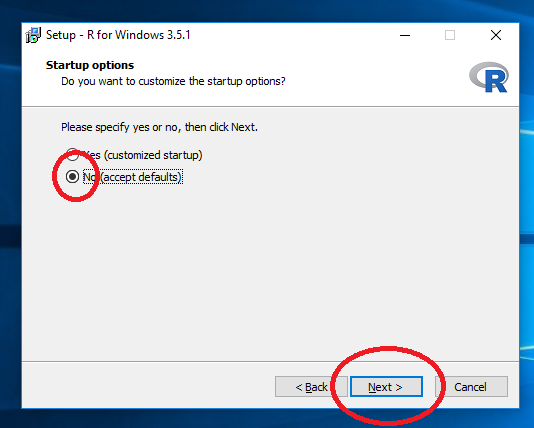 Setup - R for Windows 3.5.1
Startup options
Do you want to customize the startup options?
R
Please specify yes or no, then click Next.
Yes (customized startup)
No (accept defaults)
< Back
Next >
Cancel